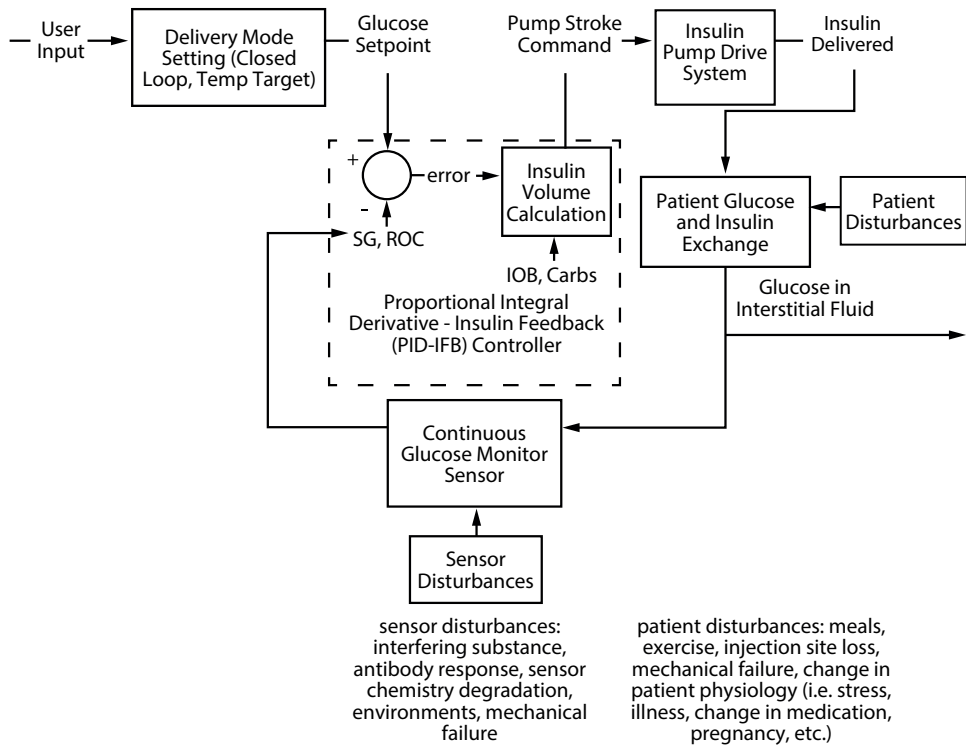 User
Input
Delivery Mode
Setting (Closed
Loop, Temp Target)
Glucose
Setpoint
Pump Stroke
Command
Insulin
Pump Drive
System
Insulin
Delivered
+
-
error
Insulin
Volume
Calculation
SG, ROC
IOB, Carbs
Proportional Integral
Derivative - Insulin Feedback
(PID-IFB) Controller
Patient Glucose
and Insulin
Exchange
Patient
Disturbances
Glucose in
Interstitial Fluid
Continuous
Glucose Monitor
Sensor
Sensor
Disturbances
sensor disturbances:
interfering substance,
antibody response, sensor
chemistry degradation,
environments, mechanical
failure
patient disturbances: meals,
exercise, injection site loss,
mechanical failure, change in
patient physiology (i.e. stress,
illness, change in medication,
pregnancy, etc.)